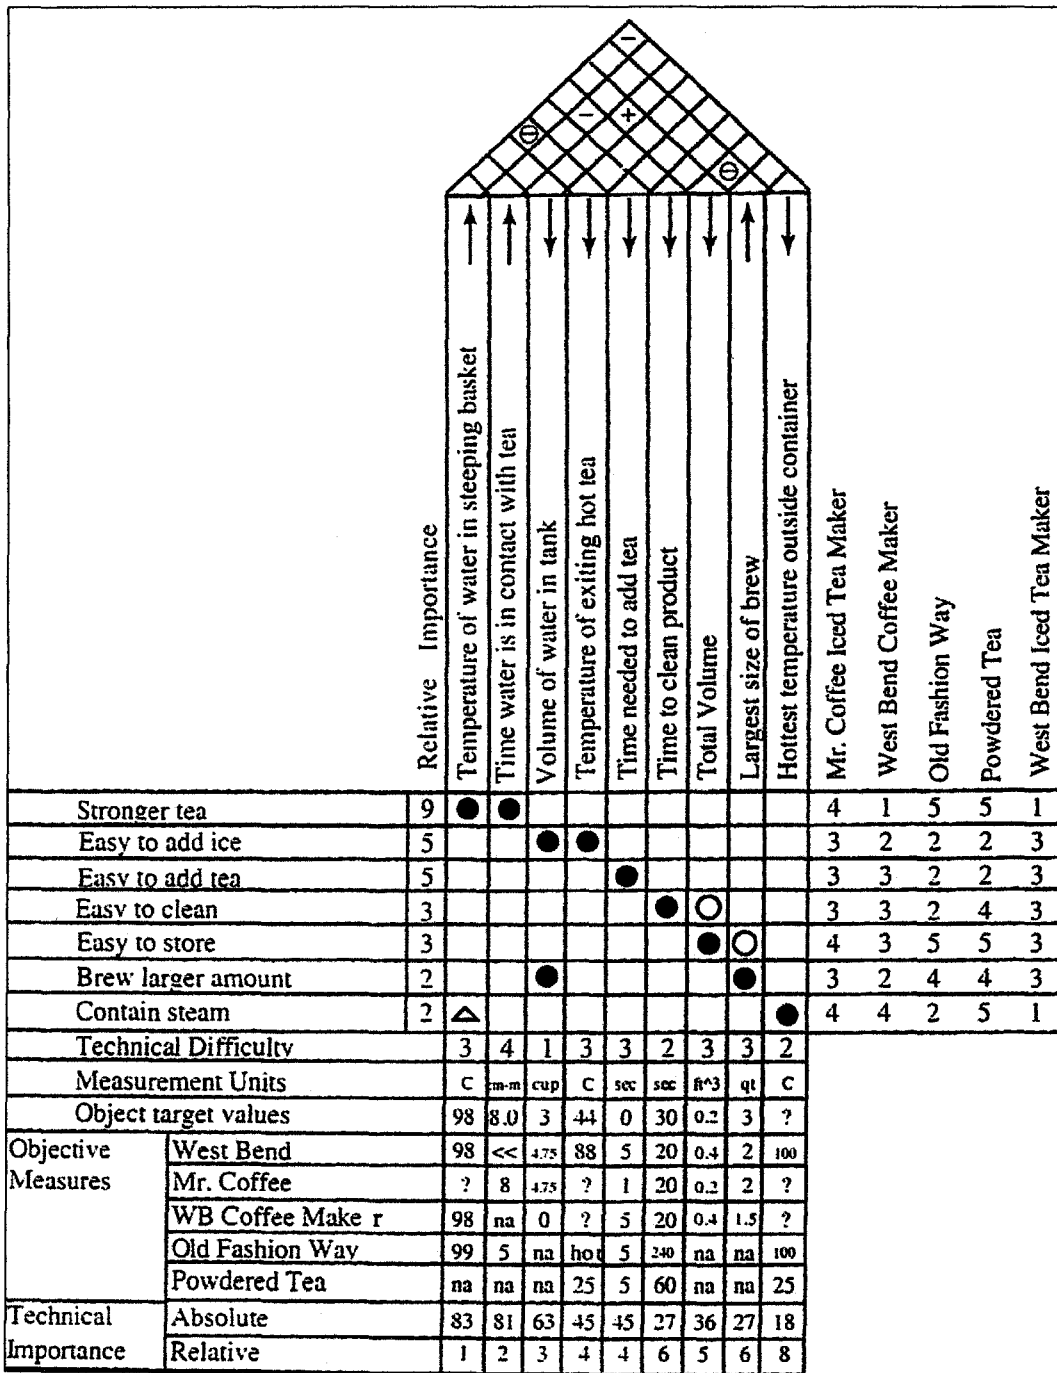 Relative Importance
Temperature of water in steeping basket
Time water is in contact with tea
Volume of water in tank
Temperature of exiting hot tea
Time needed to add tea
Time to clean product
Total Volume
Largest size of brew
Hottest temperature outside container
Mr. Coffee Iced Tea Maker
West Bend Coffee Maker
Old Fashion Way
Powdered Tea
West Bend Iced Tea Maker
Stronger tea 9 4 1 5 5 1
Easy to add ice 5 3 2 2 2 3
Easy to add tea 5 3 3 2 2 3
Easy to clean 3 3 3 2 4 3
Easy to store 3 4 3 5 5 3
Brew larger amount 2 3 2 4 4 3
Contain steam 2 4 4 2 5 1
Technical Difficulty 3 4 1 3 3 2 3 3 2
Measurement Units C m-m cup C sec sec ft^3 qt C
Object target values 98 8.0 3 44 0 30 0.2 3 ?
Objective Measures
West Bend 98 << 4.75 88 5 20 0.4 2 100
Mr. Coffee ? 8 4.75 ? 1 20 0.2 2 ?
WB Coffee Make r 98 na 0 ? 5 20 0.4 1.5 ?
Old Fashion Way 99 5 na hot 5 240 na na 100
Powdered Tea na na na 25 5 60 na na 25
Technical Importance
Absolute 83 81 63 45 45 27 36 27 18
Relative 1 2 3 4 4 6 5 6 8